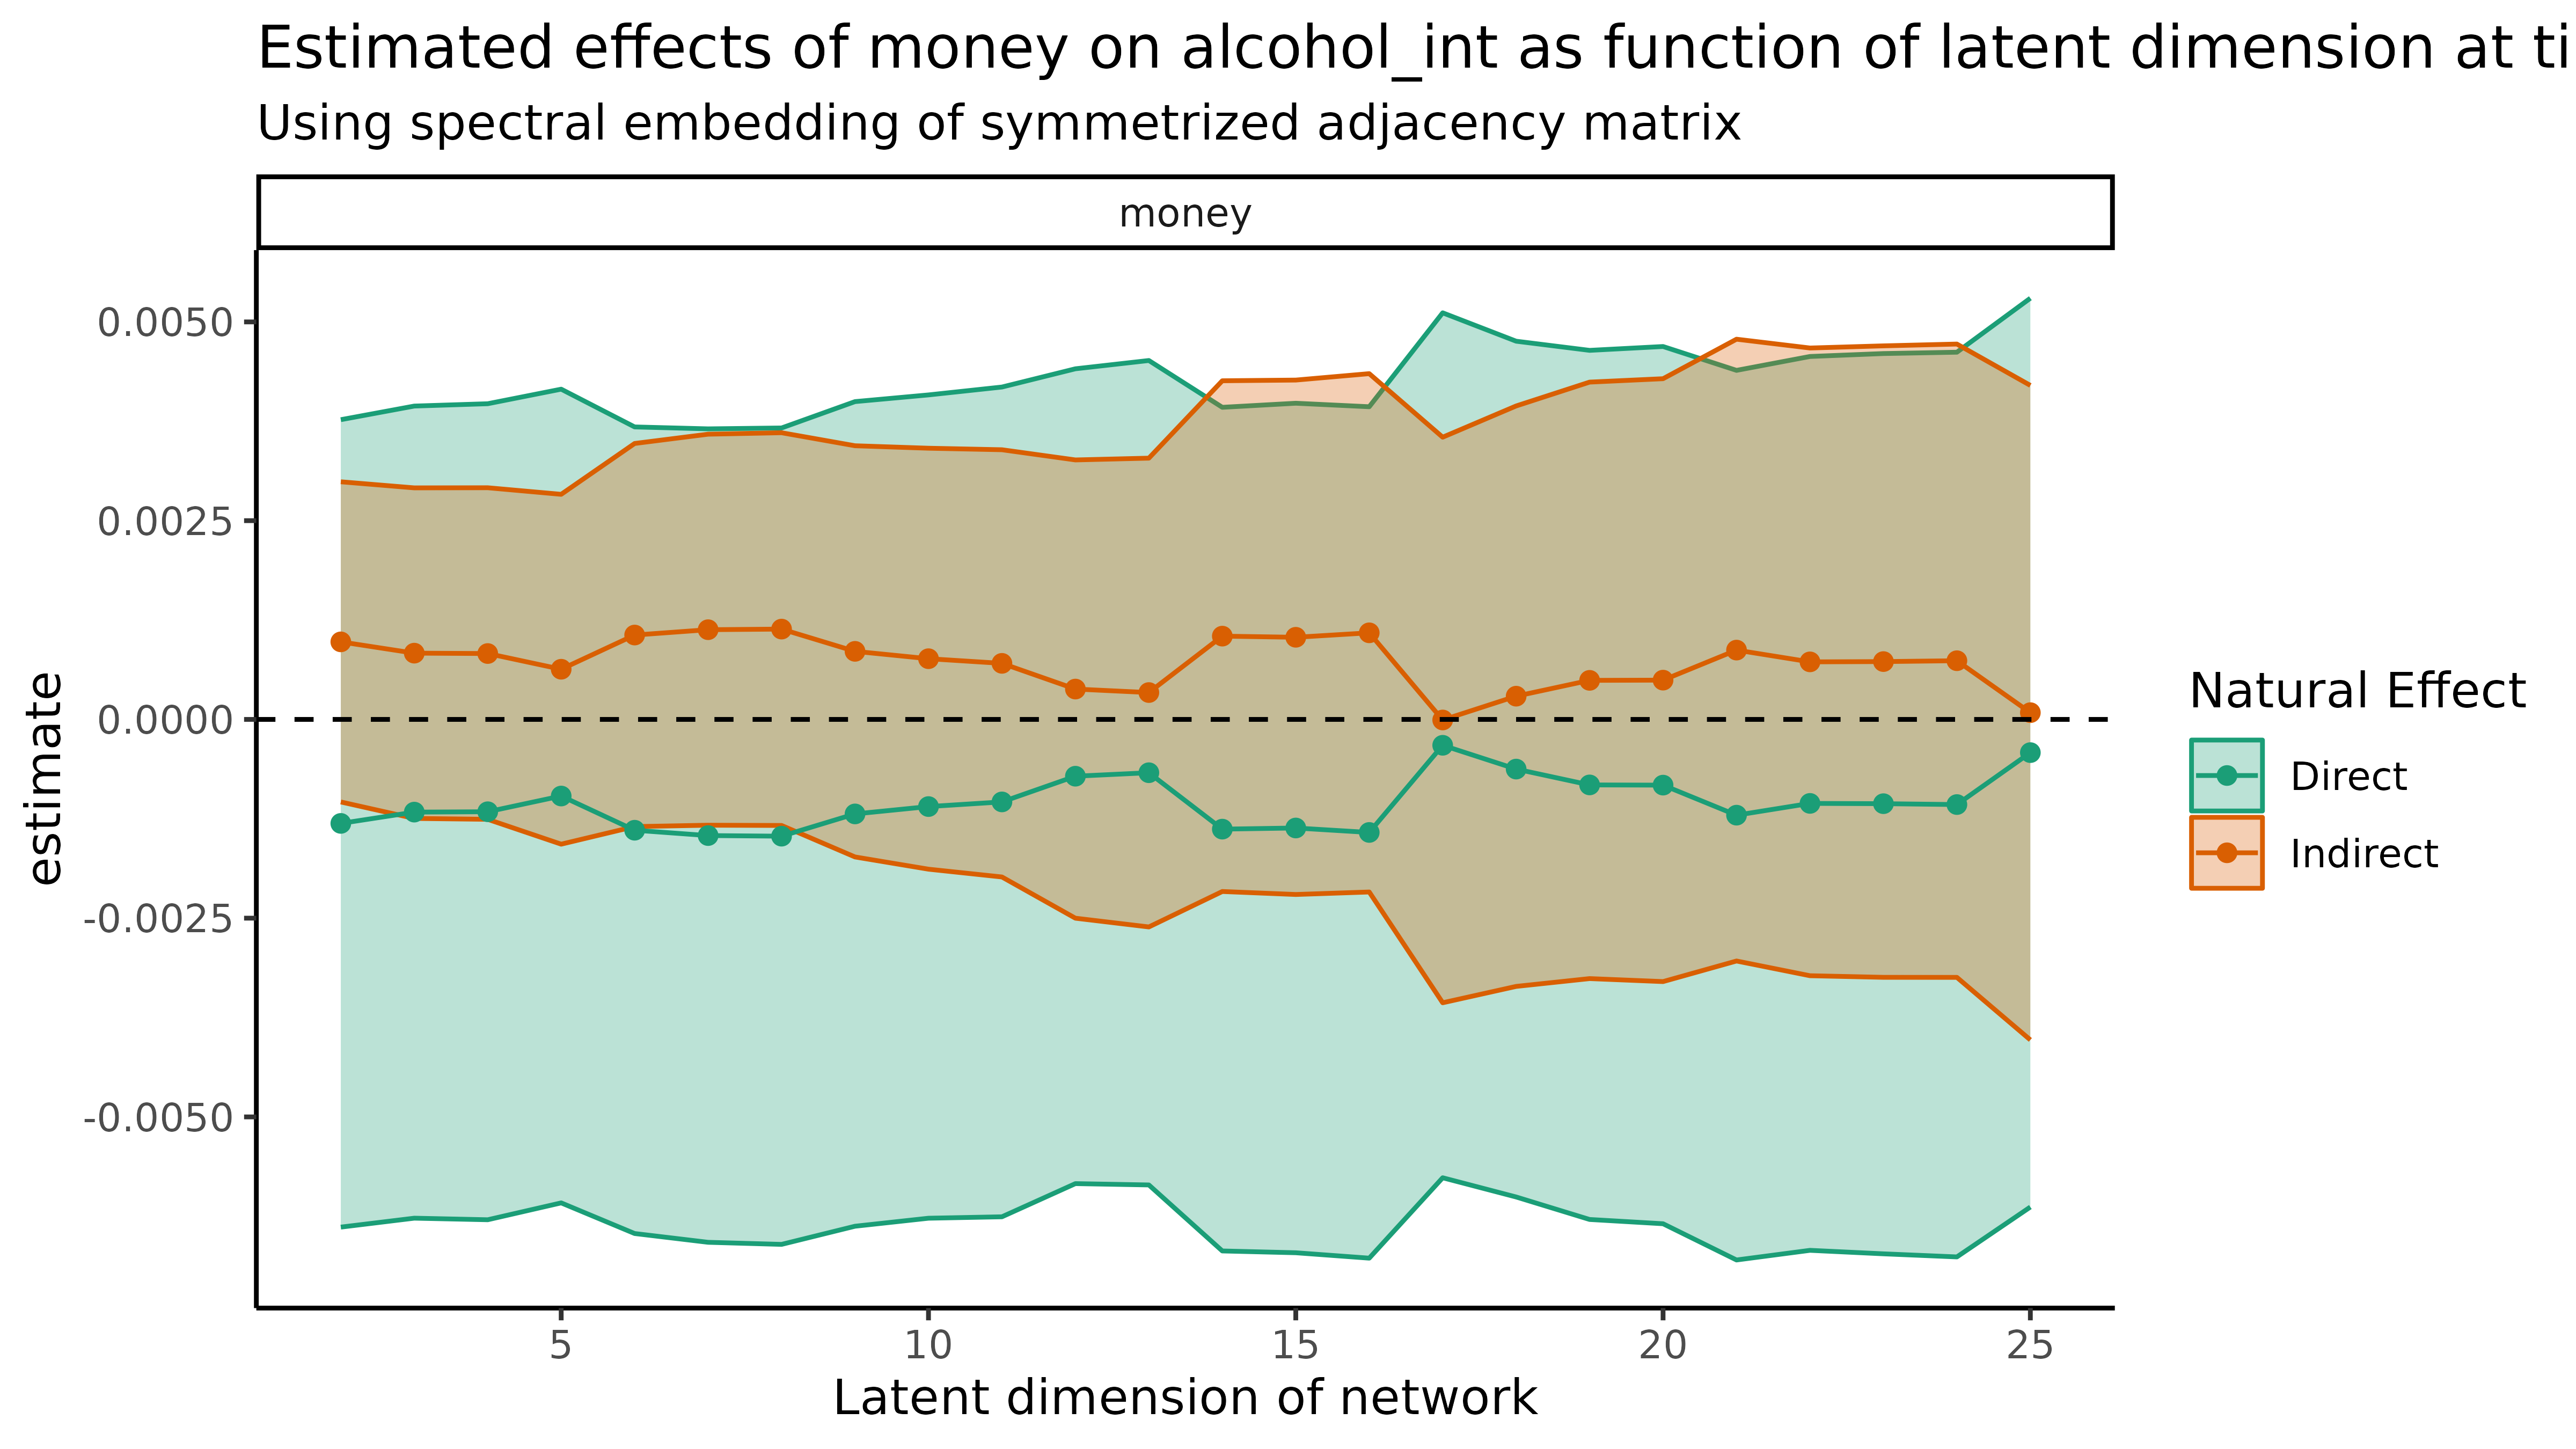 Estimated effects of money on alcohol_int as function of latent dimension at ti
Using spectral embedding of symmetrized adjacency matrix
money
0.0050
0.0025
0.0000
-0.0025
-0.0050
estimate
5 10 15 20 25
Latent dimension of network
Natural Effect
Direct
Indirect